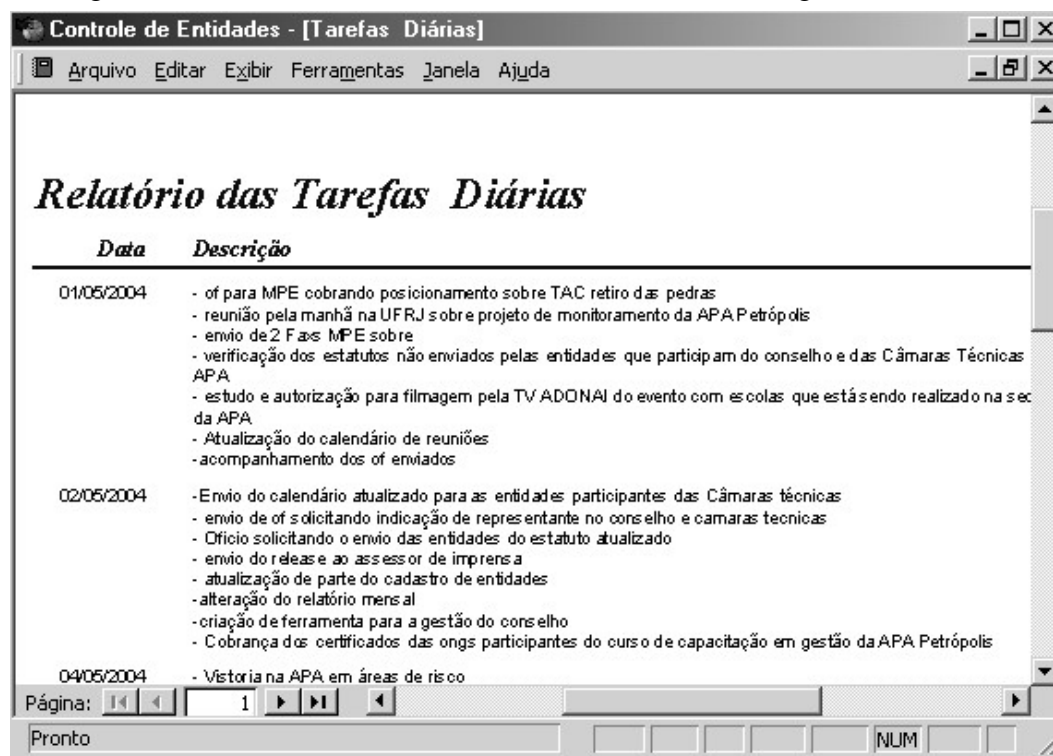 Controle de Entidades - [Tarefas Diárias]
Arquivo Editar Exibir Ferramentas Janela Ajuda
Relatório das Tarefas Diárias
Data Descrição
01/05/2004 - of para MPE cobrando posicionamento sobre TAC retiro das pedras
- reunião pela manhã na UFRJ sobre projeto de monitoramento da APA Petrópolis
- envio de 2 Faxs MPE sobre
- verificação dos estatutos não enviados pelas entidades que participam do conselho e das Câmaras Técnicas
APA
- estudo e autorização para filmagem pela TV ADONAI do evento com escolas que está sendo realizado na sec
da APA
- Atualização do calendário de reuniões
-acompanhamento dos of enviados
02/05/2004 -Envio do calendário atualizado para as entidades participantes das Câmaras técnicas
- envio de of solicitando indicação de representante no conselho e camaras tecnicas
- Oficio solicitando o envio das entidades do estatuto atualizado
- envio do release ao assessor de imprensa
- atualização de parte do cadastro de entidades
-alteração do relatório mensal
-criação de ferramenta para a gestão do conselho
- Cobrança dos certificados das ongs participantes do curso de capacitação em gestão da APA Petrópolis
04/05/2004 - Vistoria na APA em áreas de risco
Página: 1
Pronto NUM